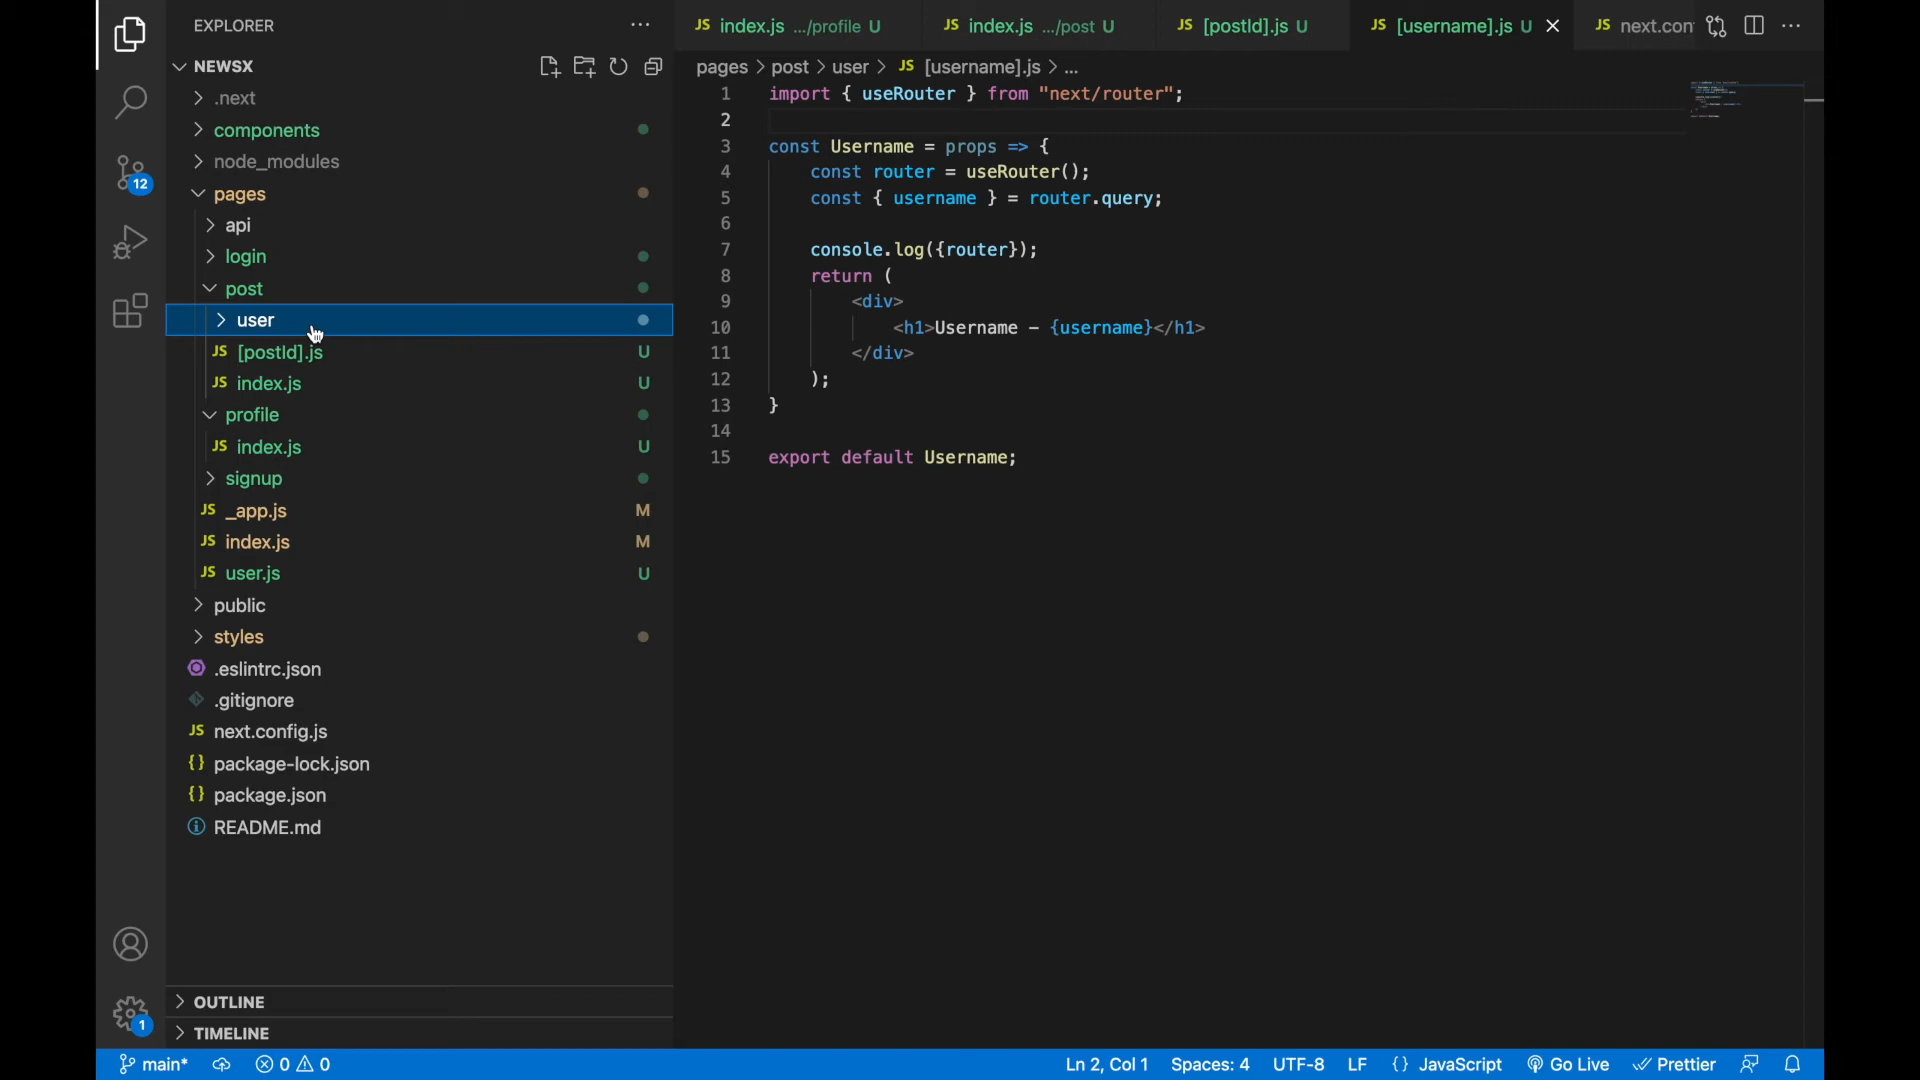 EXPLORER
NEWSX
.next
components
node_modules
pages
api
login
post
user
JS [postId].js U
JS index.js U
profile
JS index.js U
signup
JS _app.js M
JS index.js M
JS user.js U
public
styles
.eslintrc.json
.gitignore
JS next.config.js
{} package-lock.json
{} package.json
README.md
OUTLINE
TIMELINE
12
1
JS index.js .../profile U
JS index.js .../post U
JS [postId].js U
JS [username].js U
JS next.con
pages > post > user > JS [username].js > ...
1 import { useRouter } from "next/router";
2
3 const Username = props => {
4 const router = useRouter();
5 const { username } = router.query;
6
7 console.log({router});
8 return (
9 <div>
10 <h1>Username - {username}</h1>
11 </div>
12 );
13 }
14
15 export default Username;
main* 0 0 Ln 2, Col 1 Spaces: 4 UTF-8 LF {} JavaScript Go Live Prettier